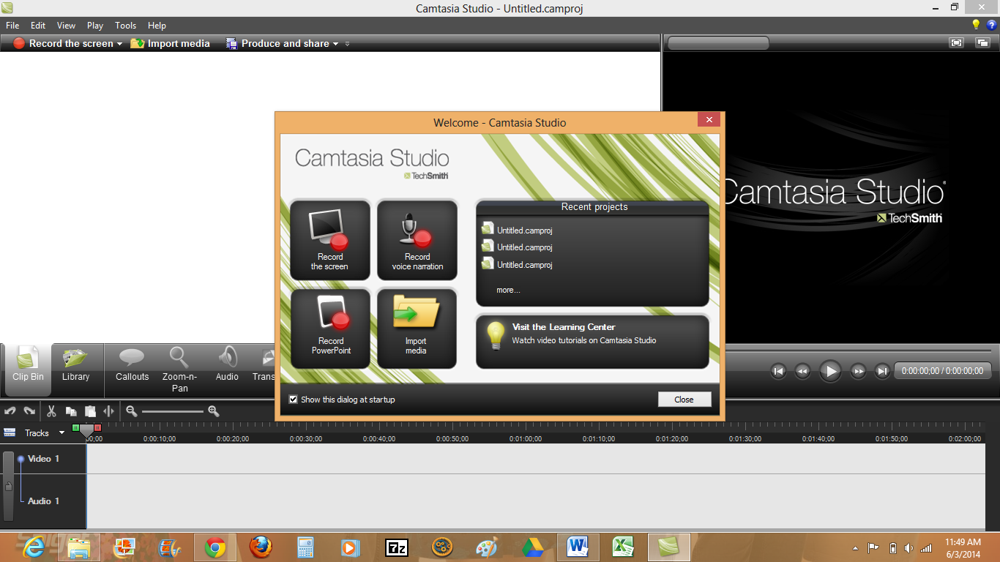 Camtasia Studio - Untitled.camproj
File Edit View Play Tools Help
Record the screen Import media Produce and share
Welcome - Camtasia Studio
Camtasia Studio
TechSmith
Record
the screen
Record
voice narration
Record
PowerPoint
Import
media
Recent projects
Untitled.camproj
Untitled.camproj
Untitled.camproj
more...
Visit the Learning Center
Watch video tutorials on Camtasia Studio
Show this dialog at startup
Close
Camtasia Studio
TechSmith
Clip Bin
Library
Callouts
Zoom-n-
Pan
Audio
Trans
0:00:00;00 / 0:00:00;00
Tracks
00;00 0:00:10;00 0:00:20;00 0:00:30;00 0:00:40;00 0:00:50;00 0:01:00;00 0:01:10;00 0:01:20;00 0:01:30;00 0:01:40;00 0:01:50;00 0:02:00;00
Video 1
Audio 1
7z
11:49 AM
6/3/2014